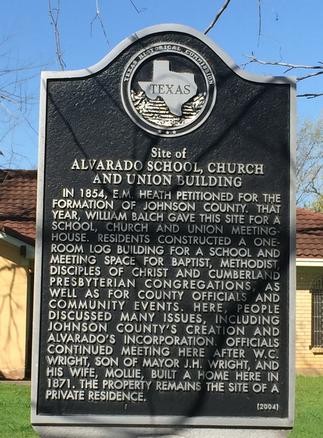 TEXAS HISTORICAL COMMISSION
TEXAS
Site of
ALVARADO SCHOOL, CHURCH
AND UNION BUILDING
IN 1854, E.M. HEATH PETITIONED FOR THE
FORMATION OF JOHNSON COUNTY. THAT
YEAR, WILLIAM BALCH GAVE THIS SITE FOR A
SCHOOL, CHURCH AND UNION MEETING-
HOUSE. RESIDENTS CONSTRUCTED A ONE-
ROOM LOG BUILDING FOR A SCHOOL AND
MEETING SPACE FOR BAPTIST, METHODIST,
DISCIPLES OF CHRIST AND CUMBERLAND
PRESBYTERIAN CONGREGATIONS, AS
WELL AS FOR COUNTY OFFICIALS AND
COMMUNITY EVENTS. HERE PEOPLE
DISCUSSED MANY ISSUES, INCLUDING
JOHNSON COUNTY'S CREATION AND
ALVARADO'S INCORPORATION. OFFICIALS
CONTINUED MEETING HERE AFTER W.C.
WRIGHT, SON OF MAYOR J.H. WRIGHT, AND
HIS WIFE, MOLLIE, BUILT A HOME HERE IN
1871. THE PROPERTY REMAINS THE SITE OF A
PRIVATE RESIDENCE.
(2004)